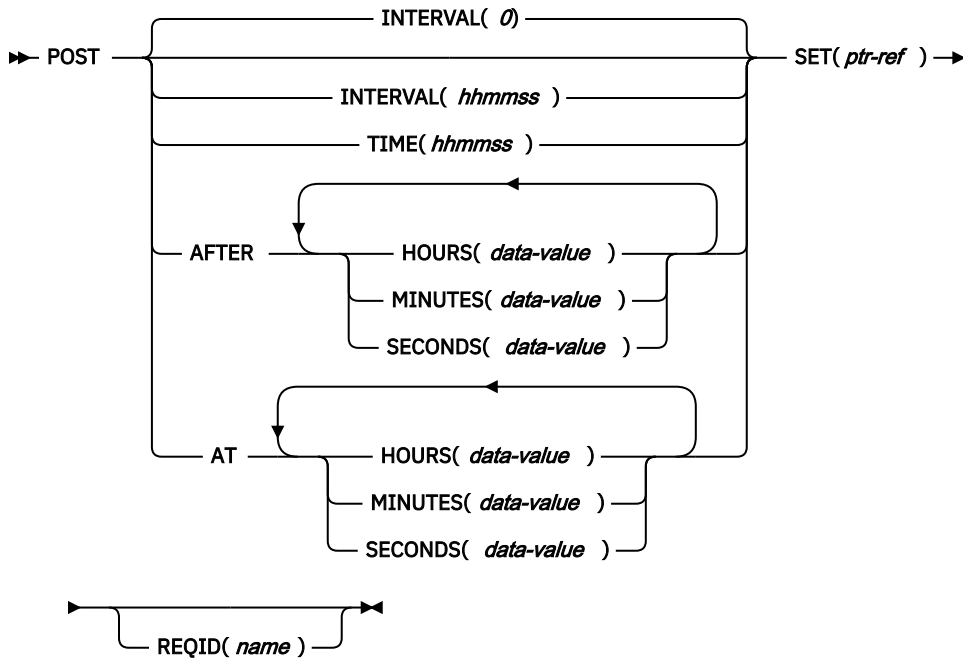 INTERVAL( 0)
POST SET( ptr-ref )
INTERVAL( hhmmss )
TIME( hhmmss )
AFTER HOURS( data-value )
MINUTES( data-value )
SECONDS( data-value )
AT HOURS( data-value )
MINUTES( data-value )
SECONDS( data-value )
REQID( name )